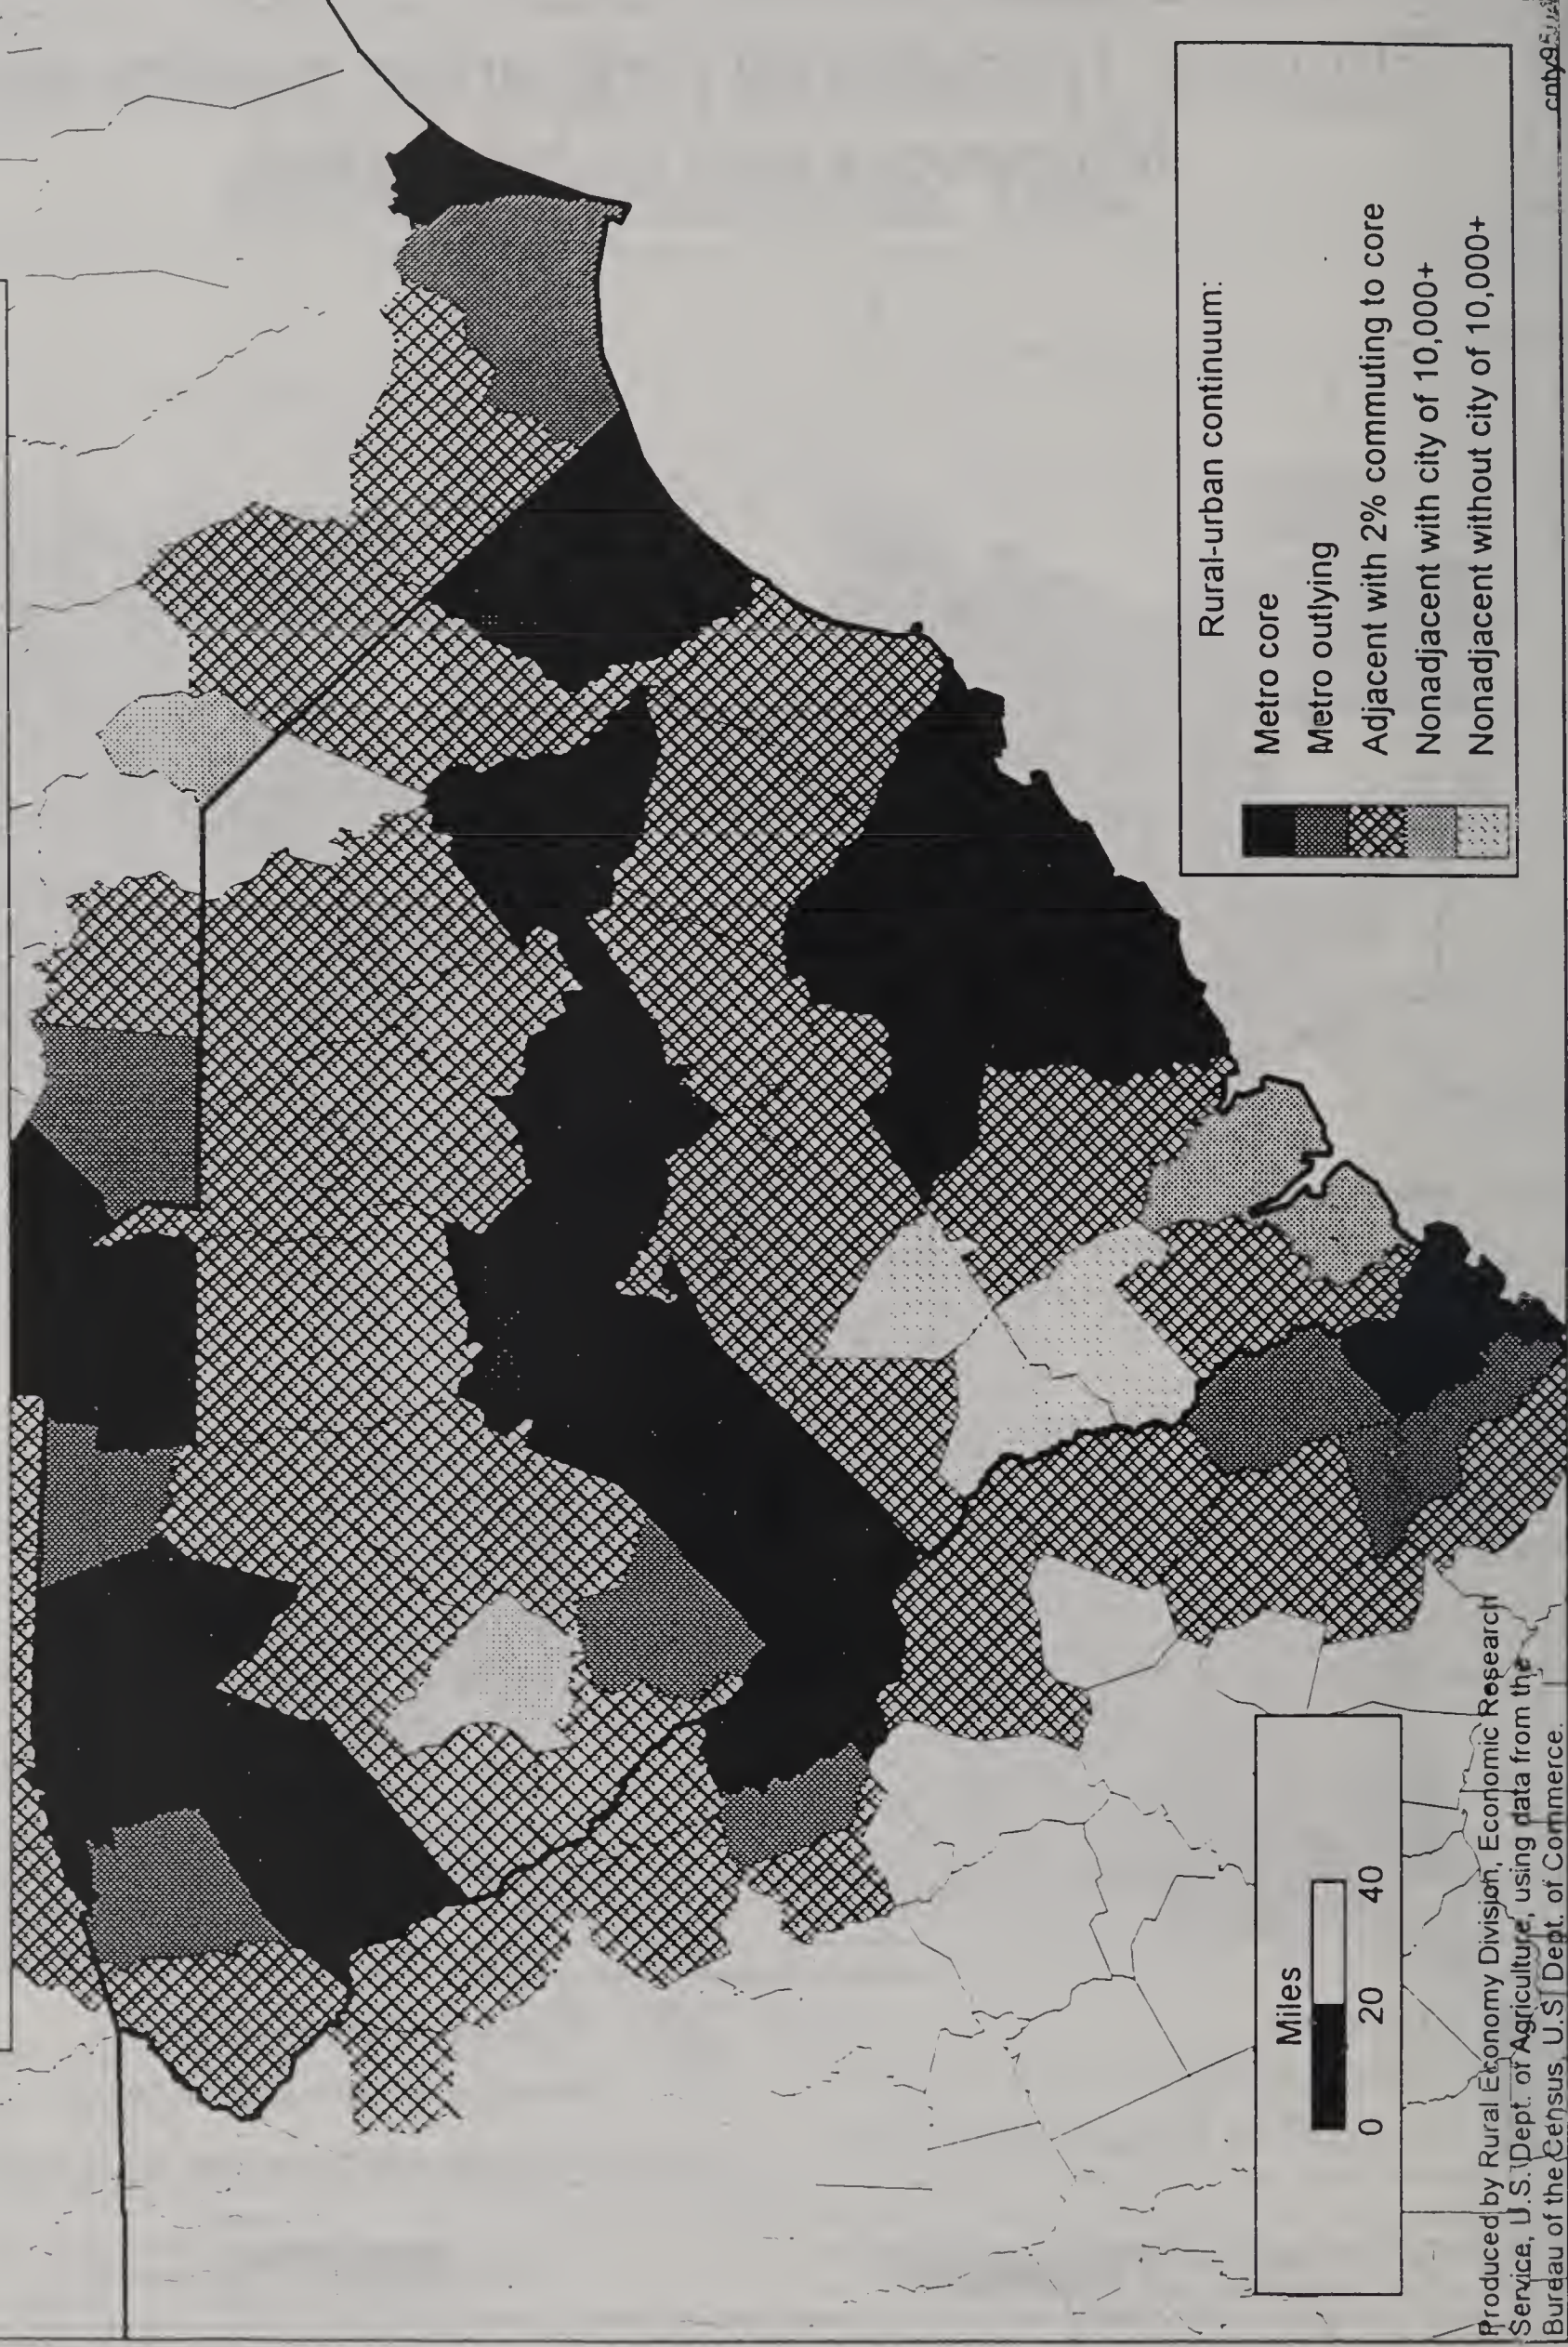 Rural-urban continuum:
Metro core
Metro outlying
Adjacent with 2% commuting to core
Nonadjacent with city of 10,000+
Nonadjacent without city of 10,000+
Miles
0 20 40
Produced by Rural Economy Division, Economic Research
Service, U.S. Dept. of Agriculture, using data from the
Bureau of the Census, U.S. Dept. of Commerce.